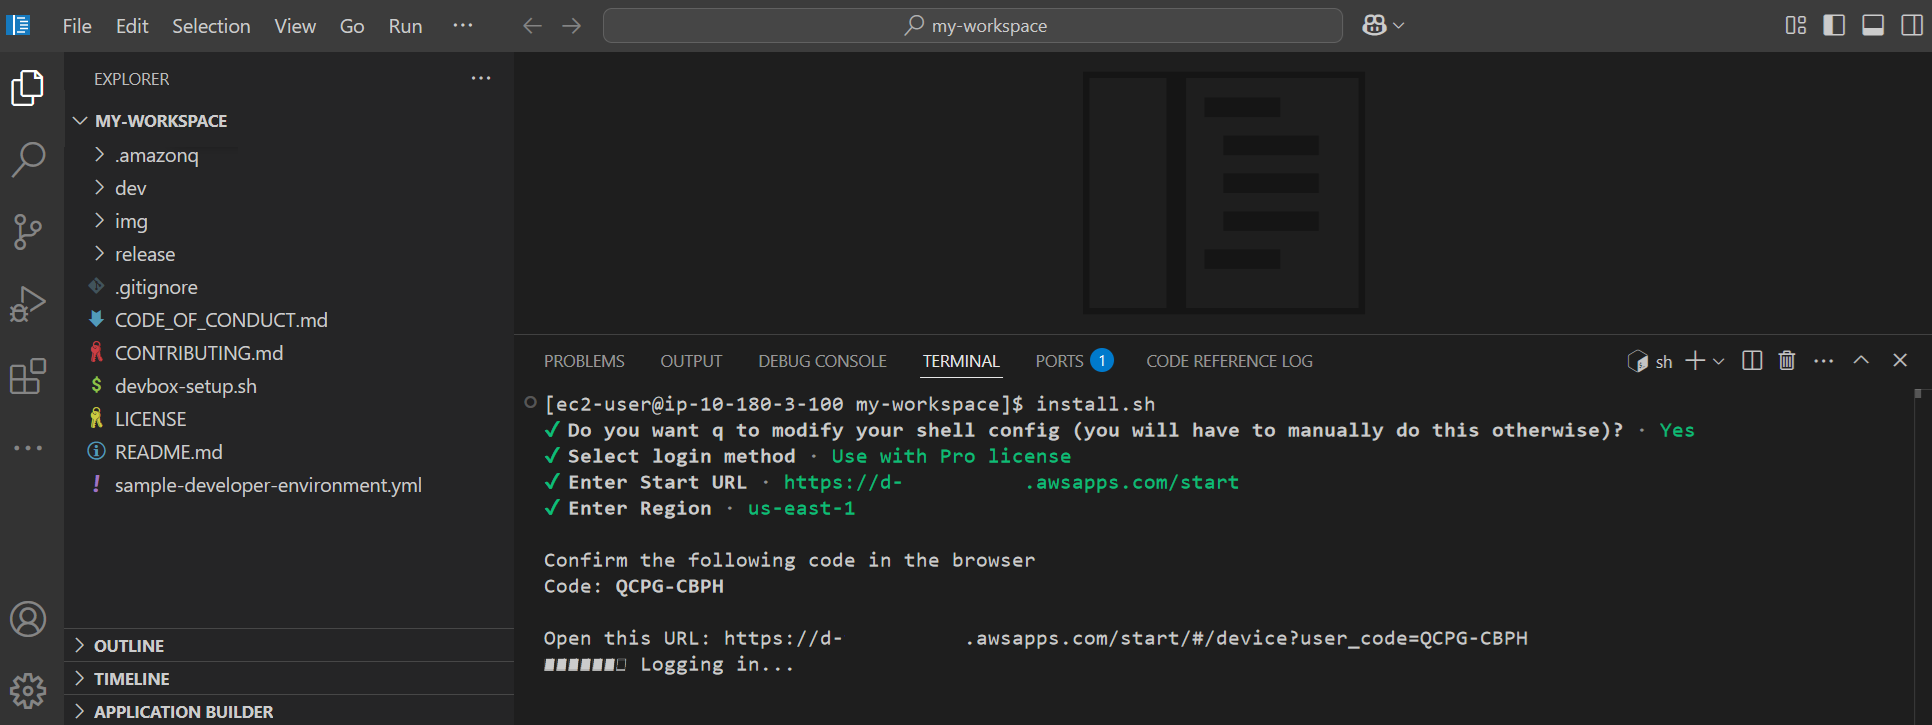 File Edit Selection View Go Run ···
my-workspace
EXPLORER ···
MY-WORKSPACE
.amazonq
dev
img
release
.gitignore
CODE_OF_CONDUCT.md
CONTRIBUTING.md
$ devbox-setup.sh
LICENSE
README.md
! sample-developer-environment.yml
OUTLINE
TIMELINE
APPLICATION BUILDER
PROBLEMS OUTPUT DEBUG CONSOLE TERMINAL PORTS 1 CODE REFERENCE LOG
sh
[ec2-user@ip-10-180-3-100 my-workspace]$ install.sh
✓ Do you want q to modify your shell config (you will have to manually do this otherwise)? · Yes
✓ Select login method · Use with Pro license
✓ Enter Start URL · https://d- .awsapps.com/start
✓ Enter Region · us-east-1
Confirm the following code in the browser
Code: QCPG-CBPH
Open this URL: https://d- .awsapps.com/start/#/device?user_code=QCPG-CBPH
Logging in...